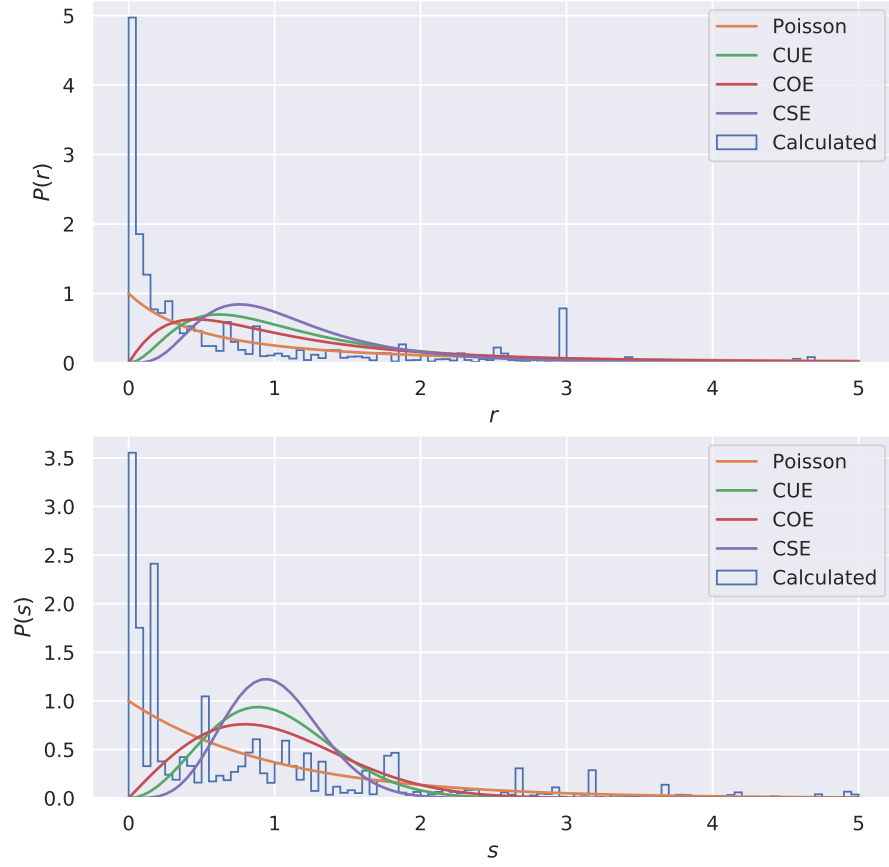 5
4
3
2
1
0
P(r)
Poisson
CUE
COE
CSE
Calculated
0 1 2 3 4 5
r
3.5
3.0
2.5
2.0
1.5
1.0
0.5
0.0
P(s)
Poisson
CUE
COE
CSE
Calculated
0 1 2 3 4 5
s